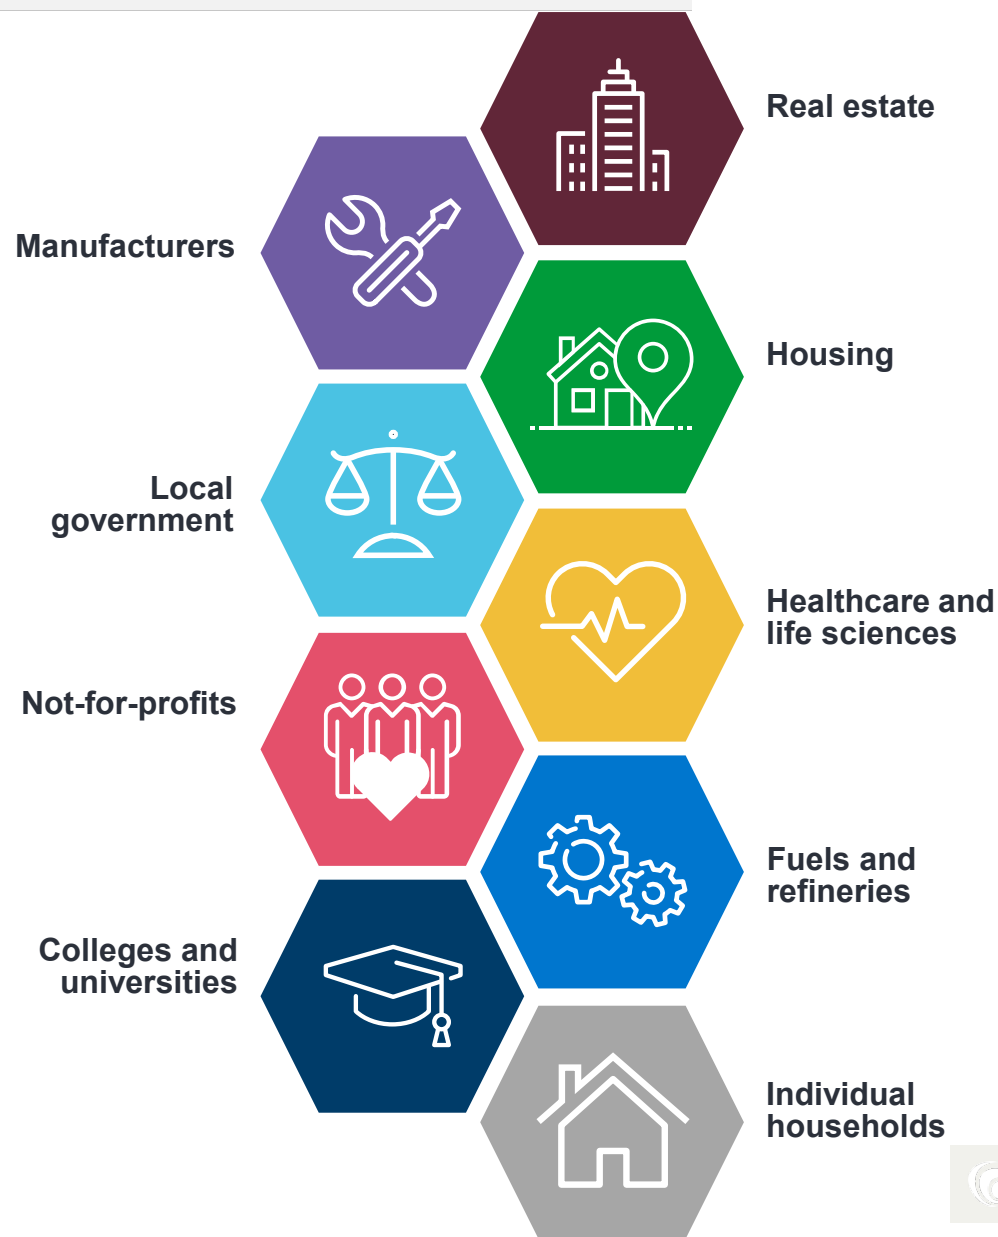 Real estate
Manufacturers
Housing
Local
government
Healthcare and
life sciences
Not-for-profits
Fuels and
refineries
Colleges and
universities
Individual
households